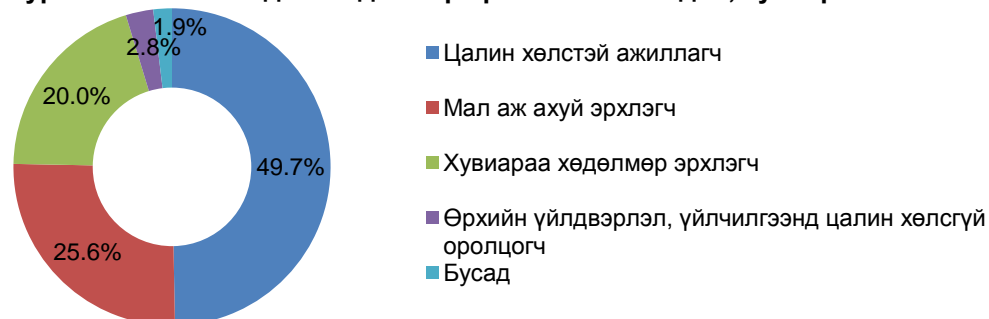 1.9%
2.8%
20.0%
49.7%
25.6%
Цалин хөлстэй ажиллагч
Мал аж ахуй эрхлэгч
Хувиараа хөдөлмөр эрхлэгч
Өрхийн үйлдвэрлэл, үйлчилгээнд цалин хөлсгүй
оролцогч
Бусад